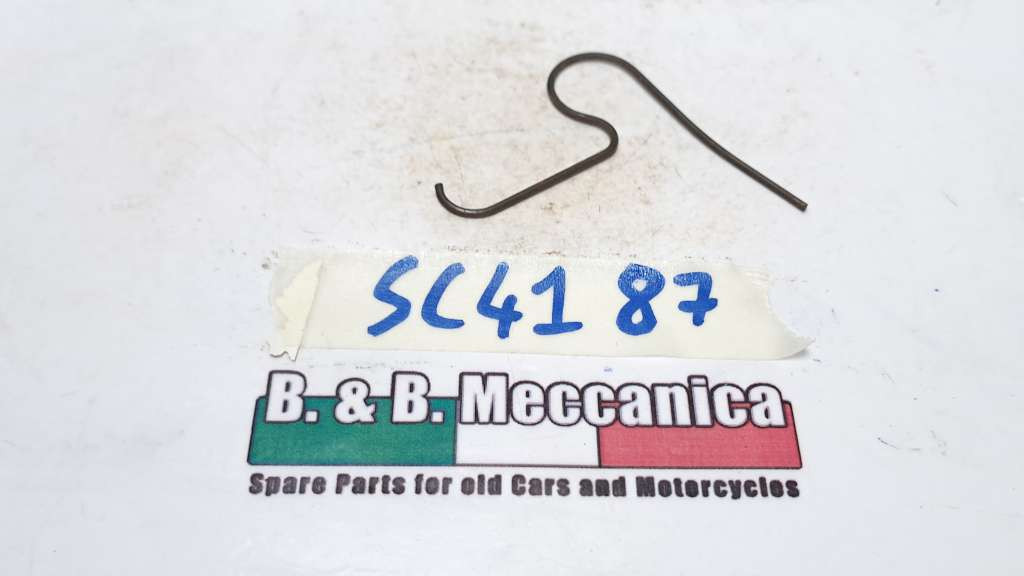 SC41 87
B. & B. Meccanica
Spare Parts for old Cars and Motorcycles